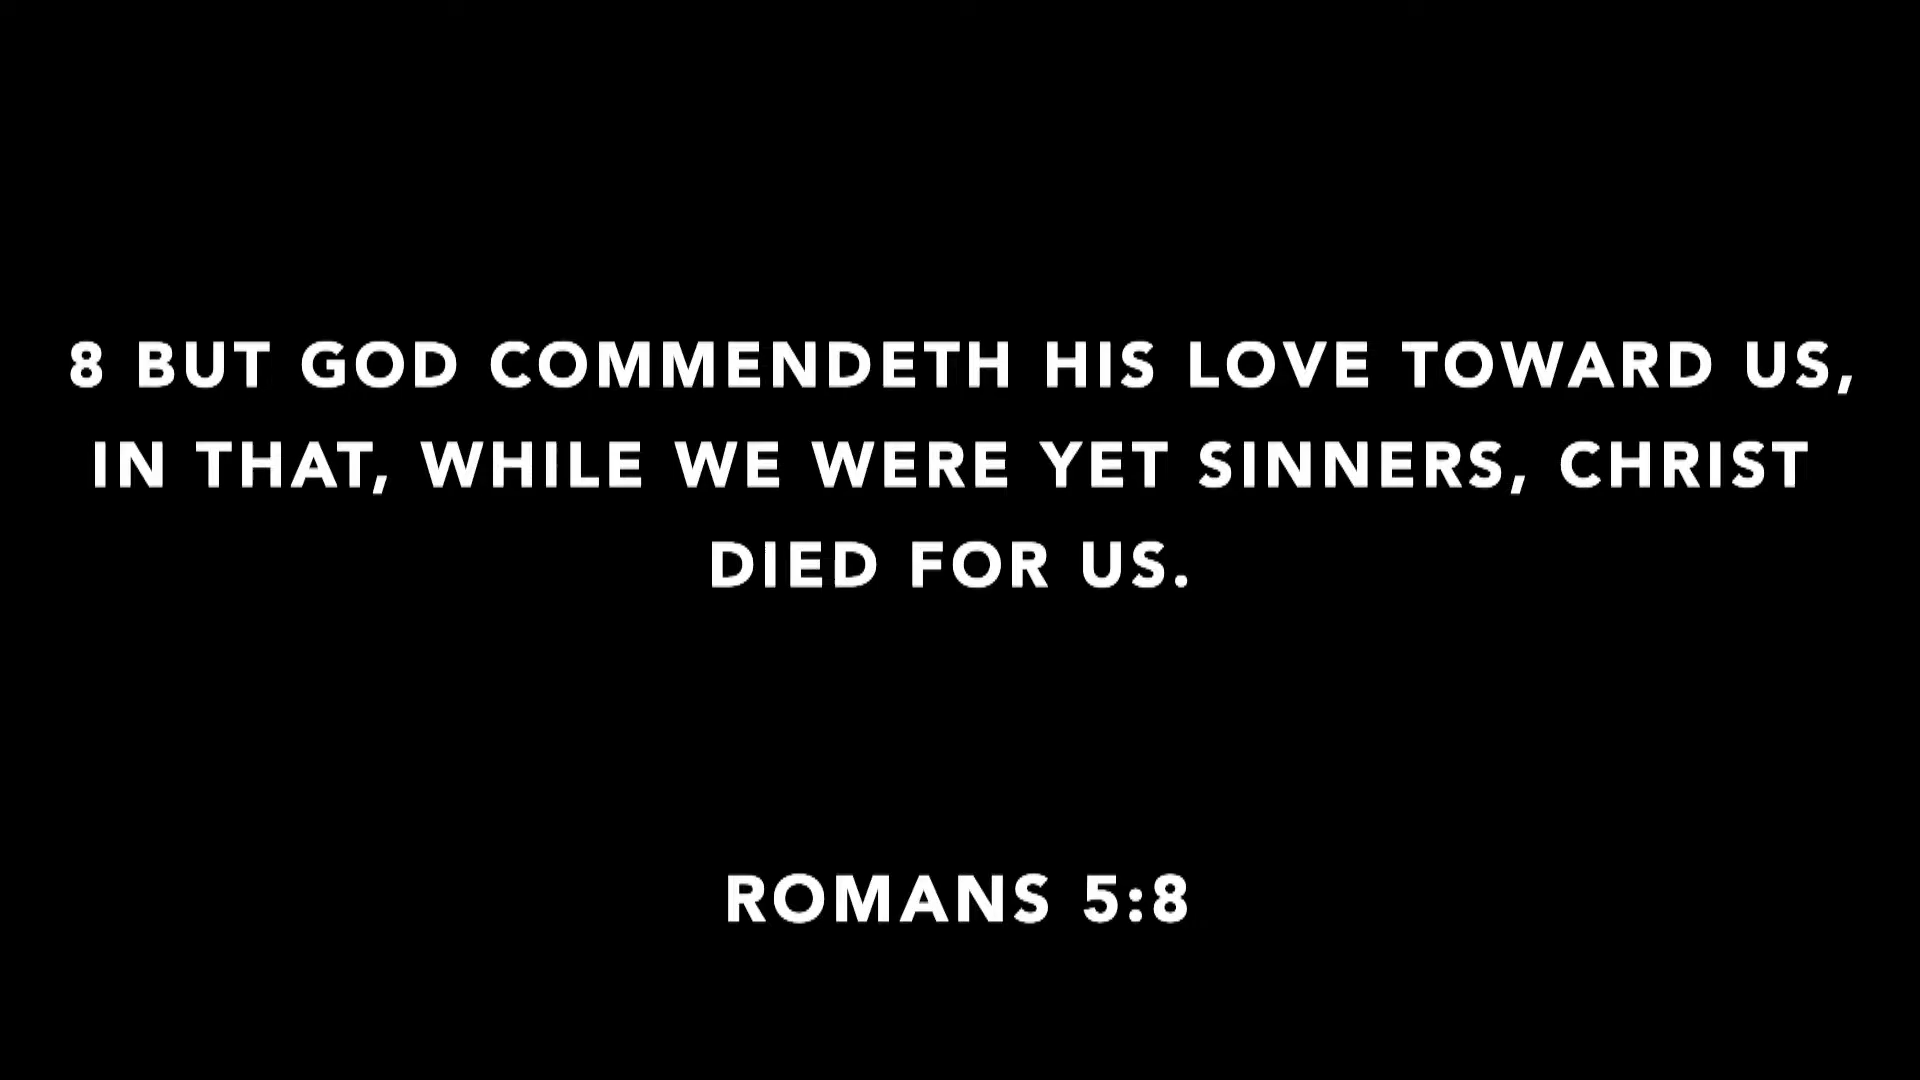 8 BUT GOD COMMENDETH HIS LOVE TOWARD US,
IN THAT, WHILE WE WERE YET SINNERS, CHRIST
DIED FOR US.
ROMANS 5:8